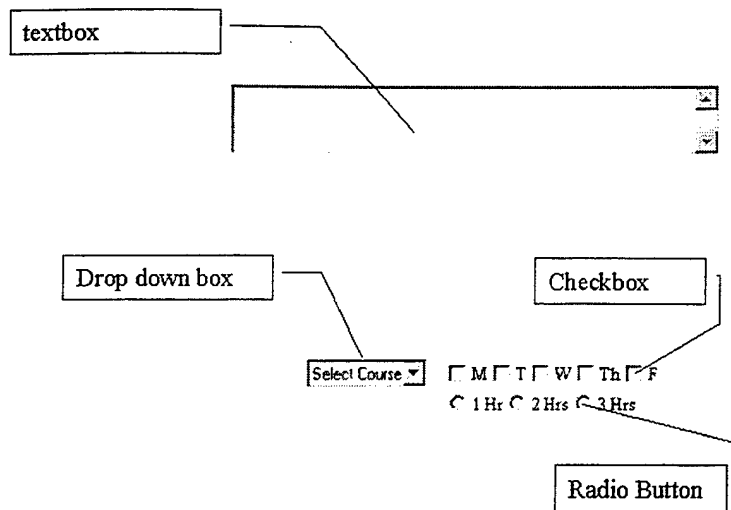 textbox
Drop down box
Checkbox
Select Course
M T W Th F
1 Hr 2 Hrs 3 Hrs
Radio Button